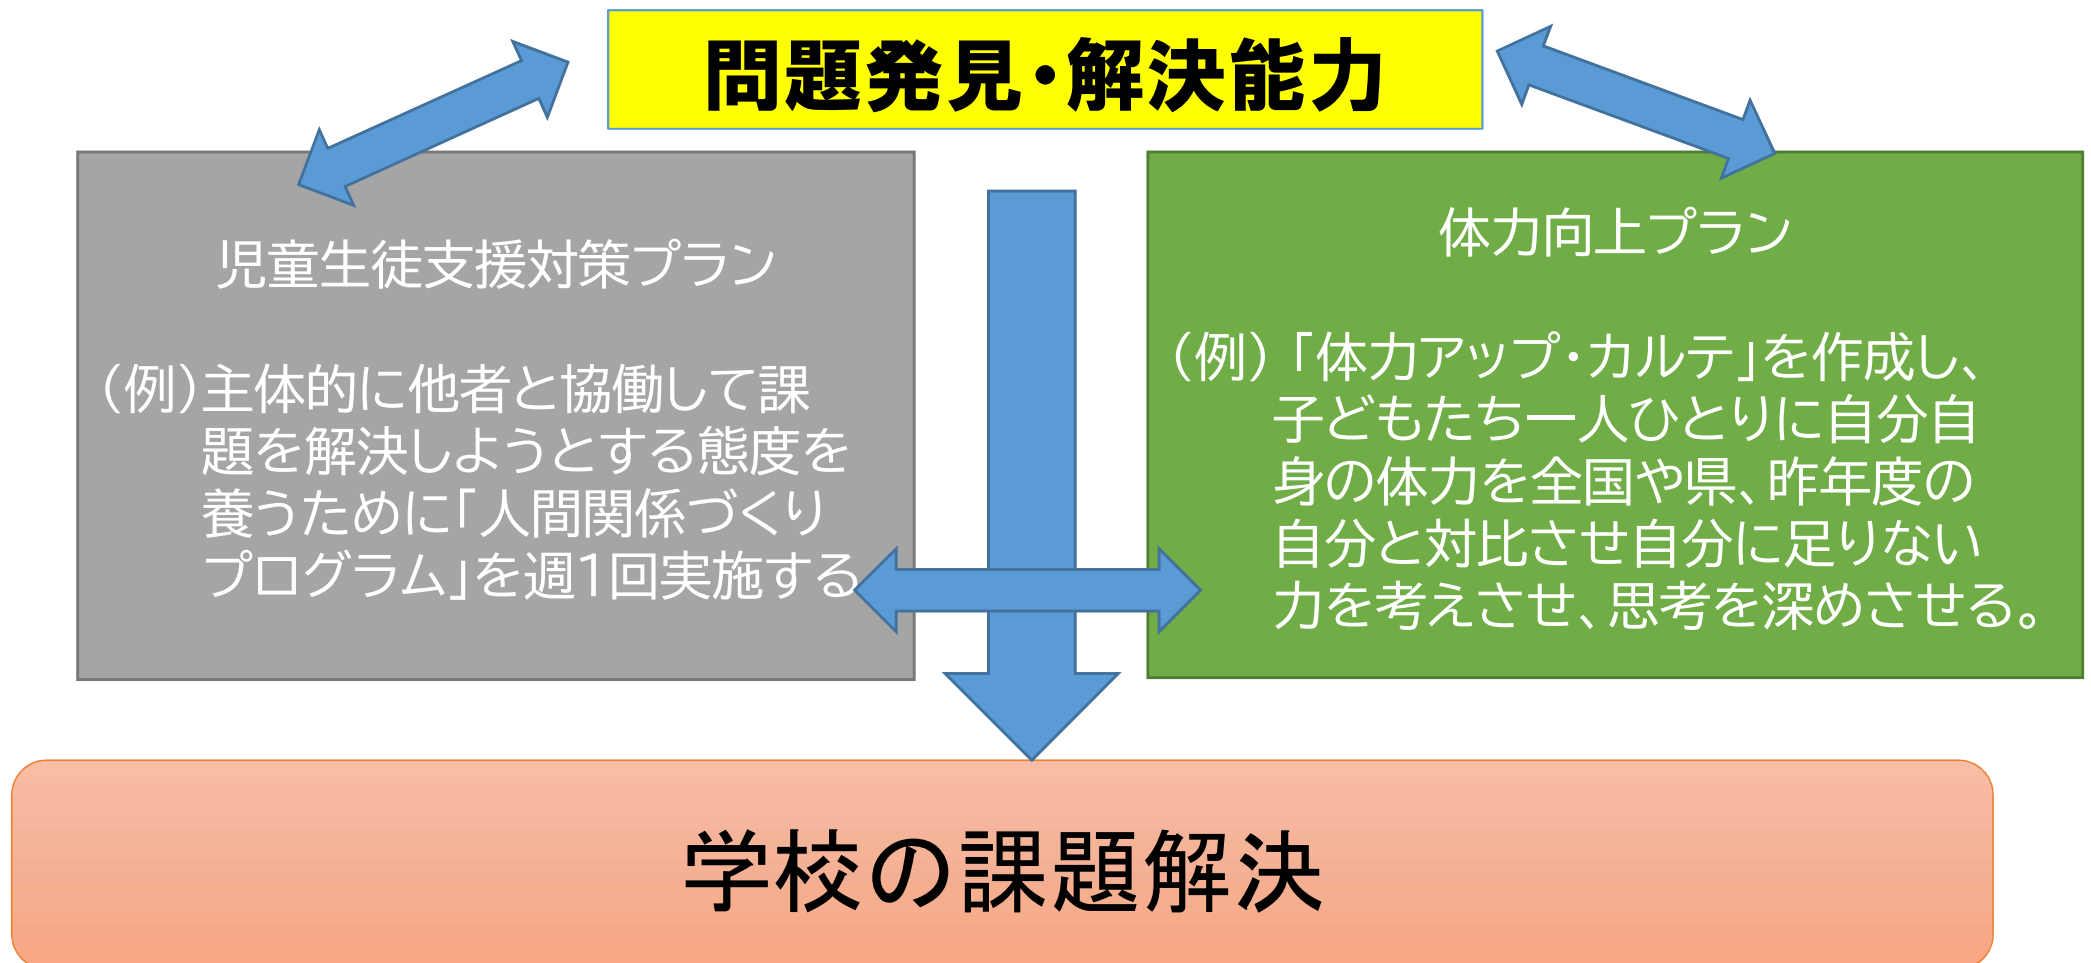 問題発見・解決能力
児童生徒支援対策プラン
（例）主体的に他者と協働して課
題を解決しようとする態度を
養うために「人間関係づくり
プログラム」を週1回実施する
体力向上プラン
（例）「体力アップ・カルテ」を作成し、
子どもたち一人ひとりに自分自
身の体力を全国や県、昨年度の
自分と対比させ自分に足りない
力を考えさせ、思考を深めさせる。
学校の課題解決